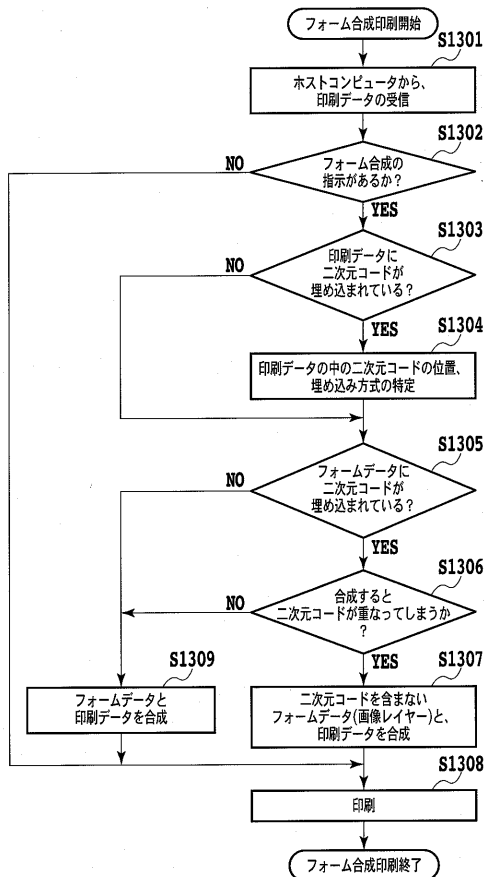 フォーム合成印刷開始
S1301
ホストコンピュータから、
印刷データの受信
S1302
NO
フォーム合成の
指示があるか?
YES
S1303
NO
印刷データに
二次元コードが
埋め込まれている?
YES
S1304
印刷データの中の二次元コードの位置、
埋め込み方式の特定
S1305
NO
フォームデータに
二次元コードが
埋め込まれている?
YES
S1306
NO
合成すると
二次元コードが重なってしまうか
?
YES
S1309
フォームデータと
印刷データを合成
S1307
二次元コードを含まない
フォームデータ(画像レイヤー)と、
印刷データを合成
S1308
印刷
フォーム合成印刷終了